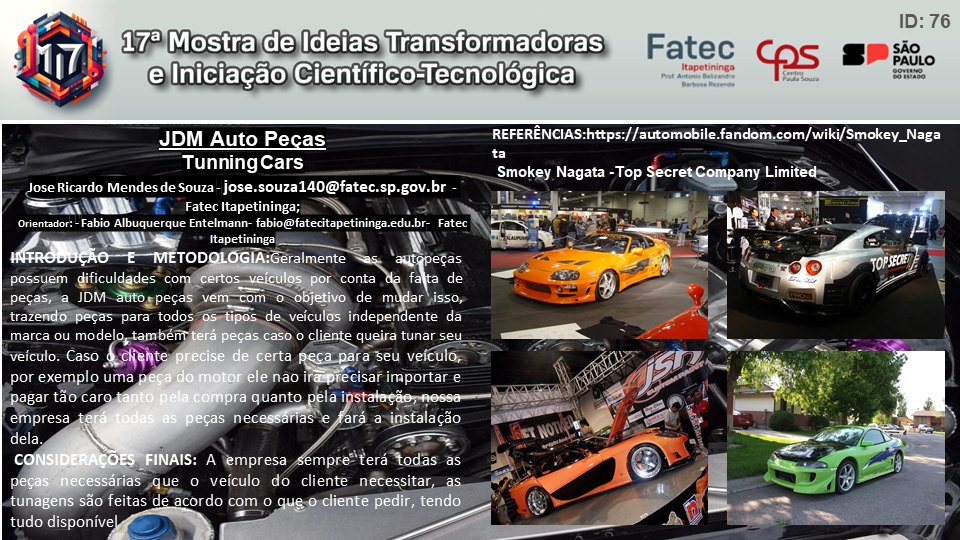 ID: 76
17
17ª Mostra de Ideias Transformadoras
e Iniciação Científico-Tecnológica
Fatec
Itapetininga
Prof. Antonio Belizandro
Barbosa Rezende
CPS
Centro
Paula Souza
SP
SÃO
PAULO
GOVERNO
DO ESTADO
JDM Auto Peças
TunningCars
Jose Ricardo Mendes de Souza - jose.souza140@fatec.sp.gov.br -
Fatec Itapetininga;
Orientador: - Fabio Albuquerque Entelmann- fabio@fatecitapetininga.edu.br- Fatec
Itapetininga
INTRODUÇÃO E METODOLOGIA:Geralmente as autopeças
possuem dificuldades com certos veículos por conta da falta de
peças, a JDM auto peças vem com o objetivo de mudar isso,
trazendo peças para todos os tipos de veículos independente da
marca ou modelo, também terá peças caso o cliente queira tunar seu
veículo. Caso o cliente precise de certa peça para seu veículo,
por exemplo uma peça do motor ele nao ira precisar importar e
pagar tão caro tanto pela compra quanto pela instalação, nossa
empresa terá todas as peças necessárias e fará a instalação
dela.
CONSIDERAÇÕES FINAIS: A empresa sempre terá todas as
peças necessárias que o veículo do cliente necessitar, as
tunagens são feitas de acordo com o que o cliente pedir, tendo
tudo disponível
REFERÊNCIAS:https://automobile.fandom.com/wiki/Smokey_Naga
ta
Smokey Nagata -Top Secret Company Limited
TOP SECRET